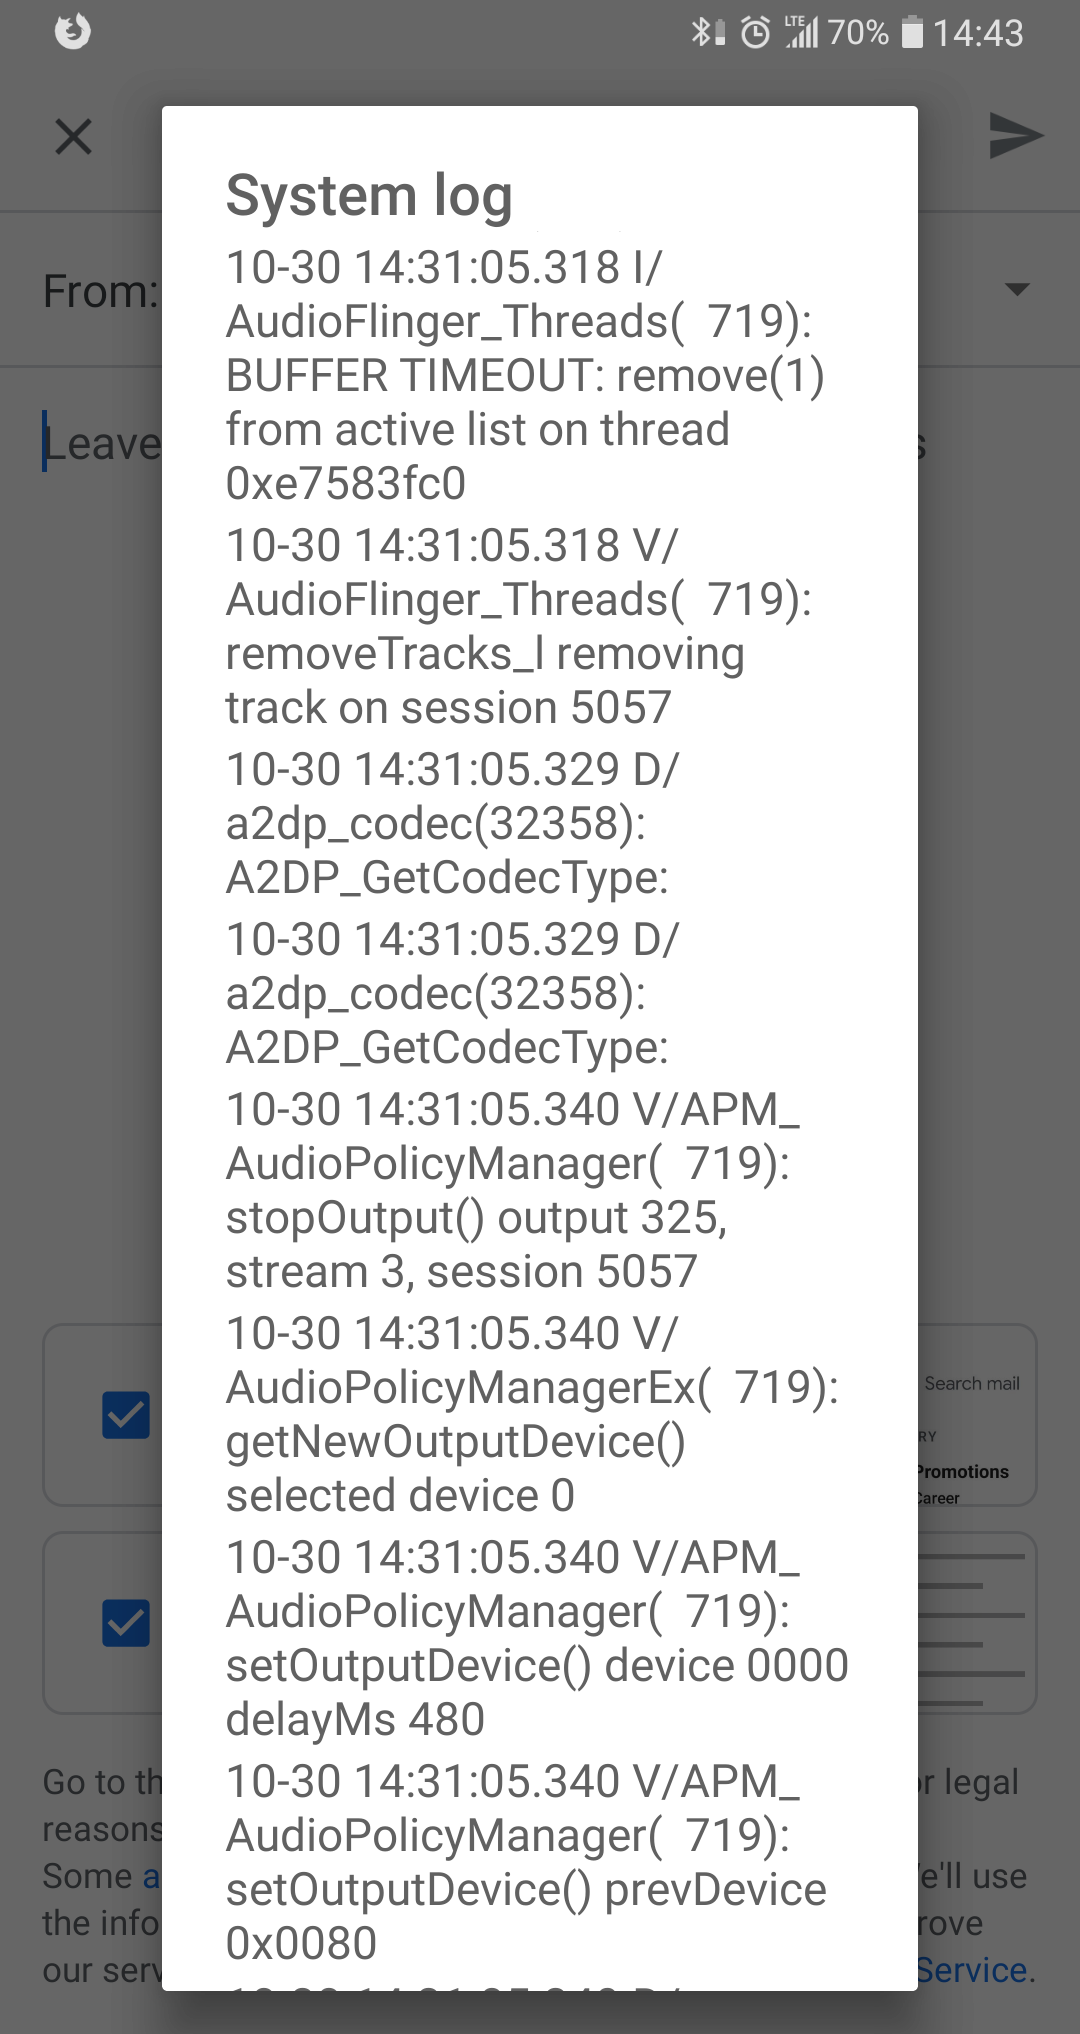 LTE 70% 14:43
System log
From:
Leave
10-30 14:31:05.318 I/
AudioFlinger_Threads(  719):
BUFFER TIMEOUT: remove(1)
from active list on thread
0xe7583fc0
10-30 14:31:05.318 V/
AudioFlinger_Threads(  719):
removeTracks_l removing
track on session 5057
10-30 14:31:05.329 D/
a2dp_codec(32358):
A2DP_GetCodecType:
10-30 14:31:05.329 D/
a2dp_codec(32358):
A2DP_GetCodecType:
10-30 14:31:05.340 V/APM_
AudioPolicyManager(  719):
stopOutput() output 325,
stream 3, session 5057
10-30 14:31:05.340 V/
AudioPolicyManagerEx(  719):
getNewOutputDevice()
selected device 0
10-30 14:31:05.340 V/APM_
AudioPolicyManager(  719):
setOutputDevice() device 0000
delayMs 480
10-30 14:31:05.340 V/APM_
AudioPolicyManager(  719):
setOutputDevice() prevDevice
0x0080
Search mail
RY
Promotions
Career
Go to th
r legal
reasons
Some a
e'll use
the info
rove
our serv
Service.